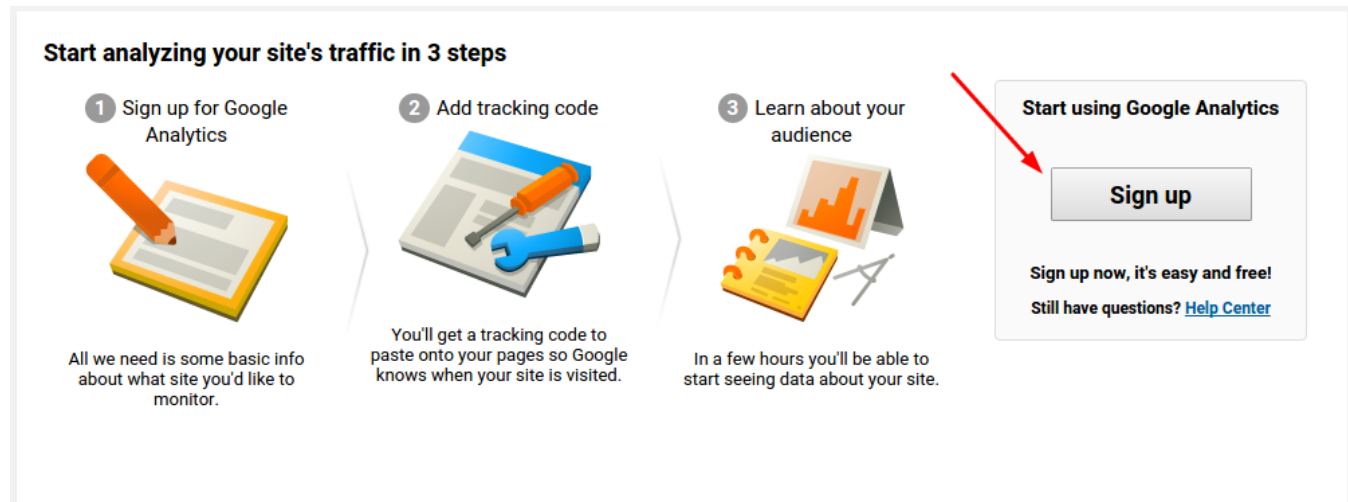 Start analyzing your site's traffic in 3 steps
1 Sign up for Google
Analytics
All we need is some basic info
about what site you'd like to
monitor.
2 Add tracking code
You'll get a tracking code to
paste onto your pages so Google
knows when your site is visited.
3 Learn about your
audience
In a few hours you'll be able to
start seeing data about your site.
Start using Google Analytics
Sign up
Sign up now, it's easy and free!
Still have questions? Help Center